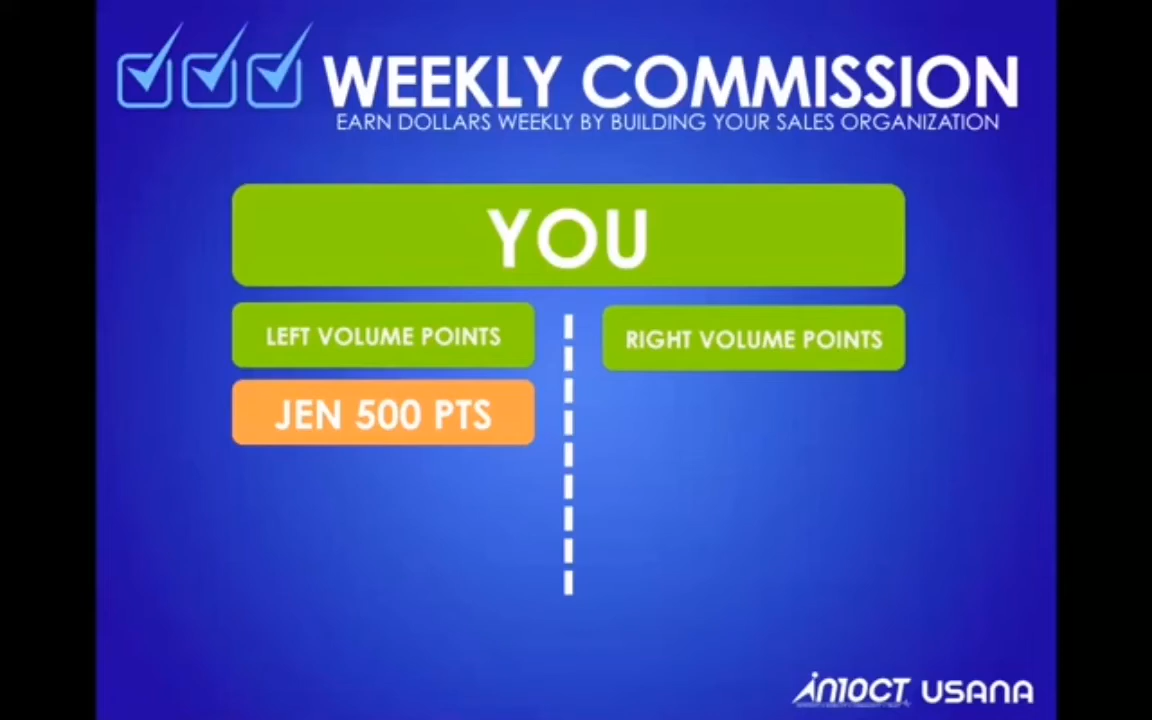 WEEKLY COMMISSION
EARN DOLLARS WEEKLY BY BUILDING YOUR SALES ORGANIZATION
YOU
LEFT VOLUME POINTS
RIGHT VOLUME POINTS
JEN 500 PTS
IN10CT USANA